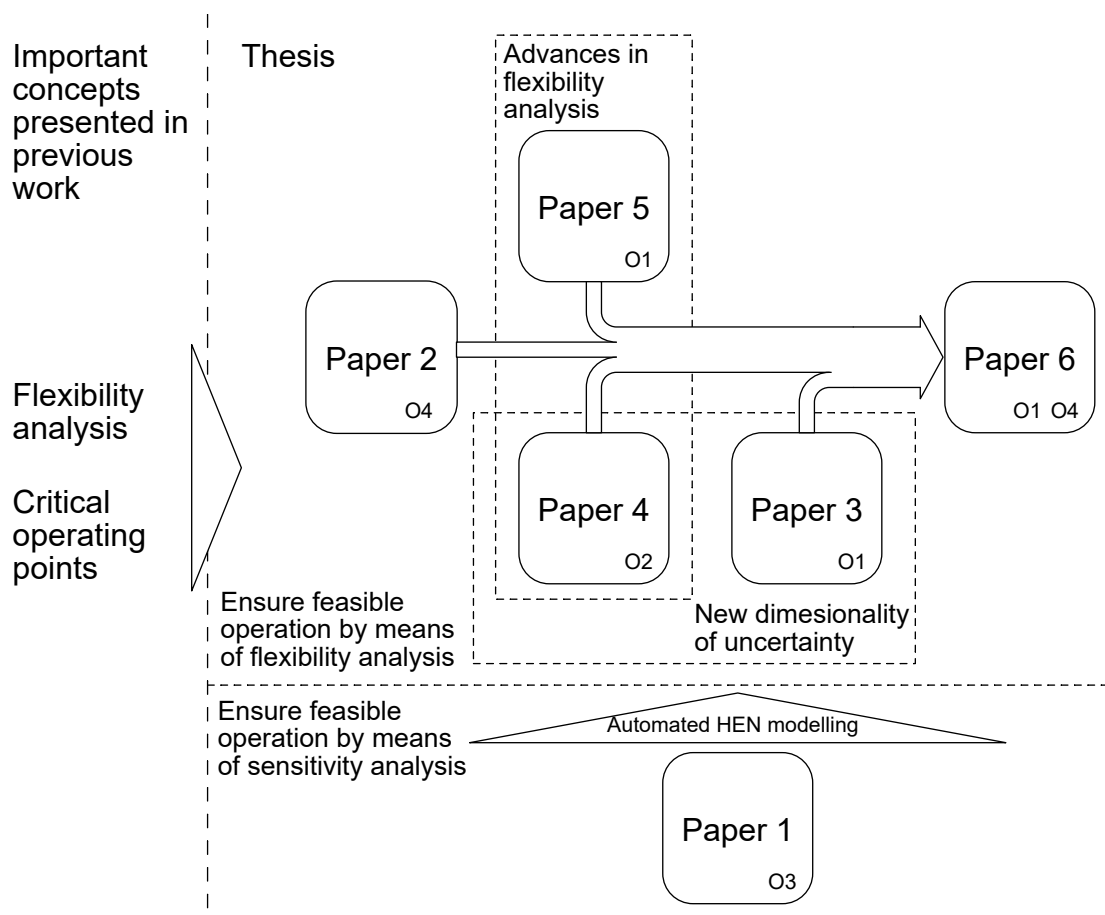 Important
concepts
presented in
previous
work
Thesis
Advances in
flexibility
analysis
Paper 5
O1
Paper 2
O4
Paper 6
O1 O4
Flexibility
analysis
Critical
operating
points
Paper 4
O2
Paper 3
O1
Ensure feasible
operation by means
of flexibility analysis
New dimesionality
of uncertainty
Ensure feasible
operation by means
of sensitivity analysis
Automated HEN modelling
Paper 1
O3